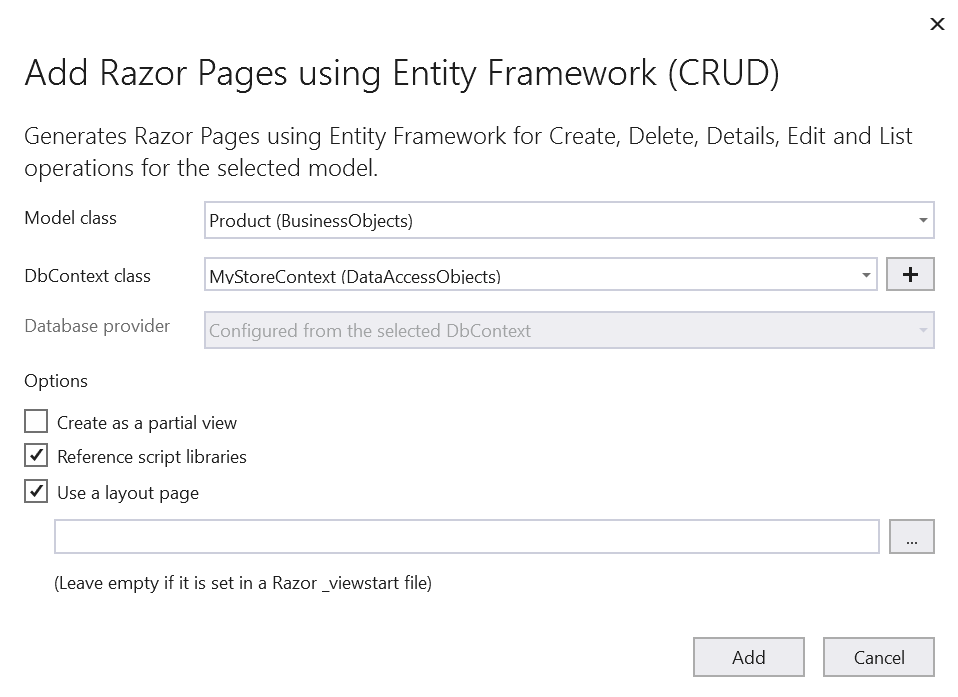 Add Razor Pages using Entity Framework (CRUD)
Generates Razor Pages using Entity Framework for Create, Delete, Details, Edit and List
operations for the selected model.
Model class
Product (BusinessObjects)
DbContext class
MyStoreContext (DataAccessObjects)
Database provider
Configured from the selected DbContext
Options
Create as a partial view
Reference script libraries
Use a layout page
...
(Leave empty if it is set in a Razor _viewstart file)
Add
Cancel